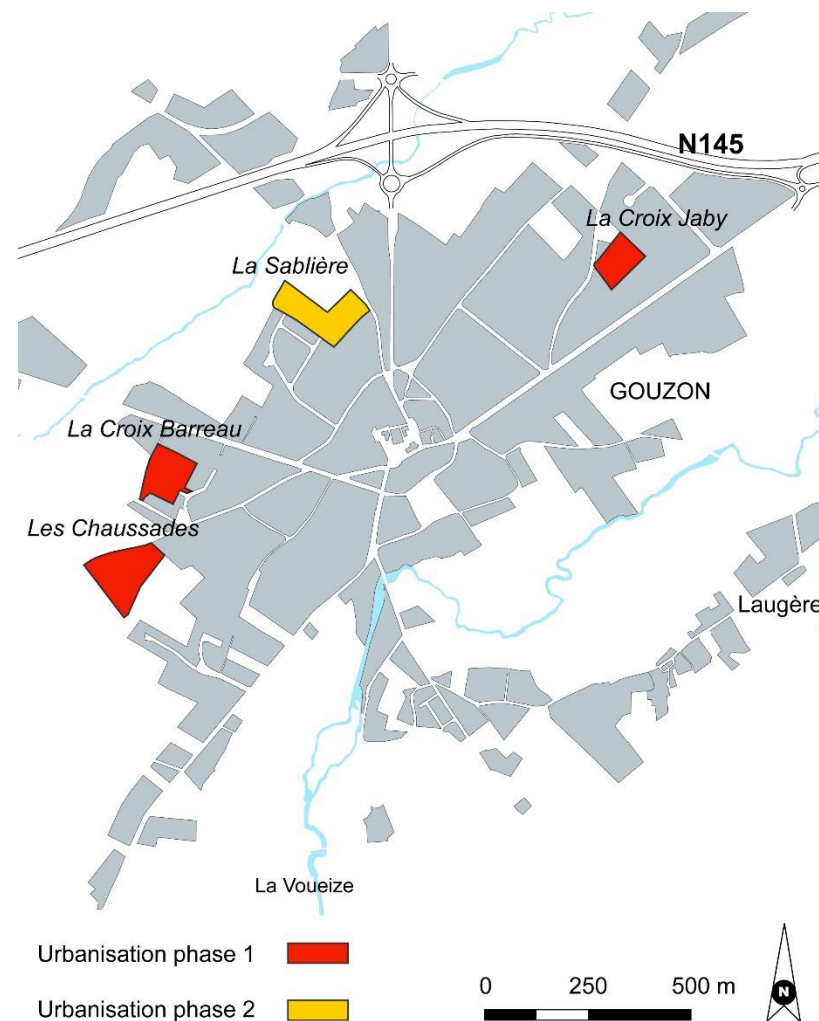 N145
La Croix Jaby
La Sablière
GOUZON
La Croix Barreau
Les Chaussades
Laugère
La Voueize
Urbanisation phase 1
Urbanisation phase 2
0 250 500 m
N